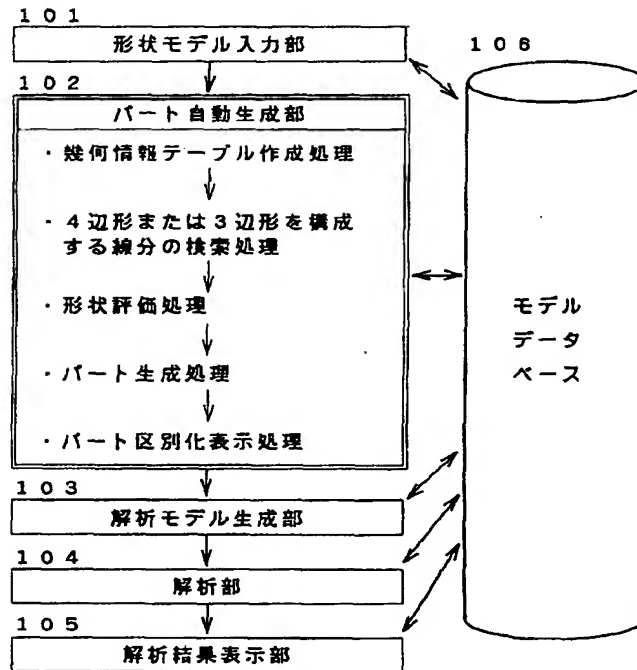 101
形状モデル入力部
102
パート自動生成部
・幾何情報テーブル作成処理
・4辺形または3辺形を構成
する線分の検索処理
・形状評価処理
・パート生成処理
・パート区別化表示処理
103
解析モデル生成部
104
解析部
105
解析結果表示部
106
モデル
データ
ベース